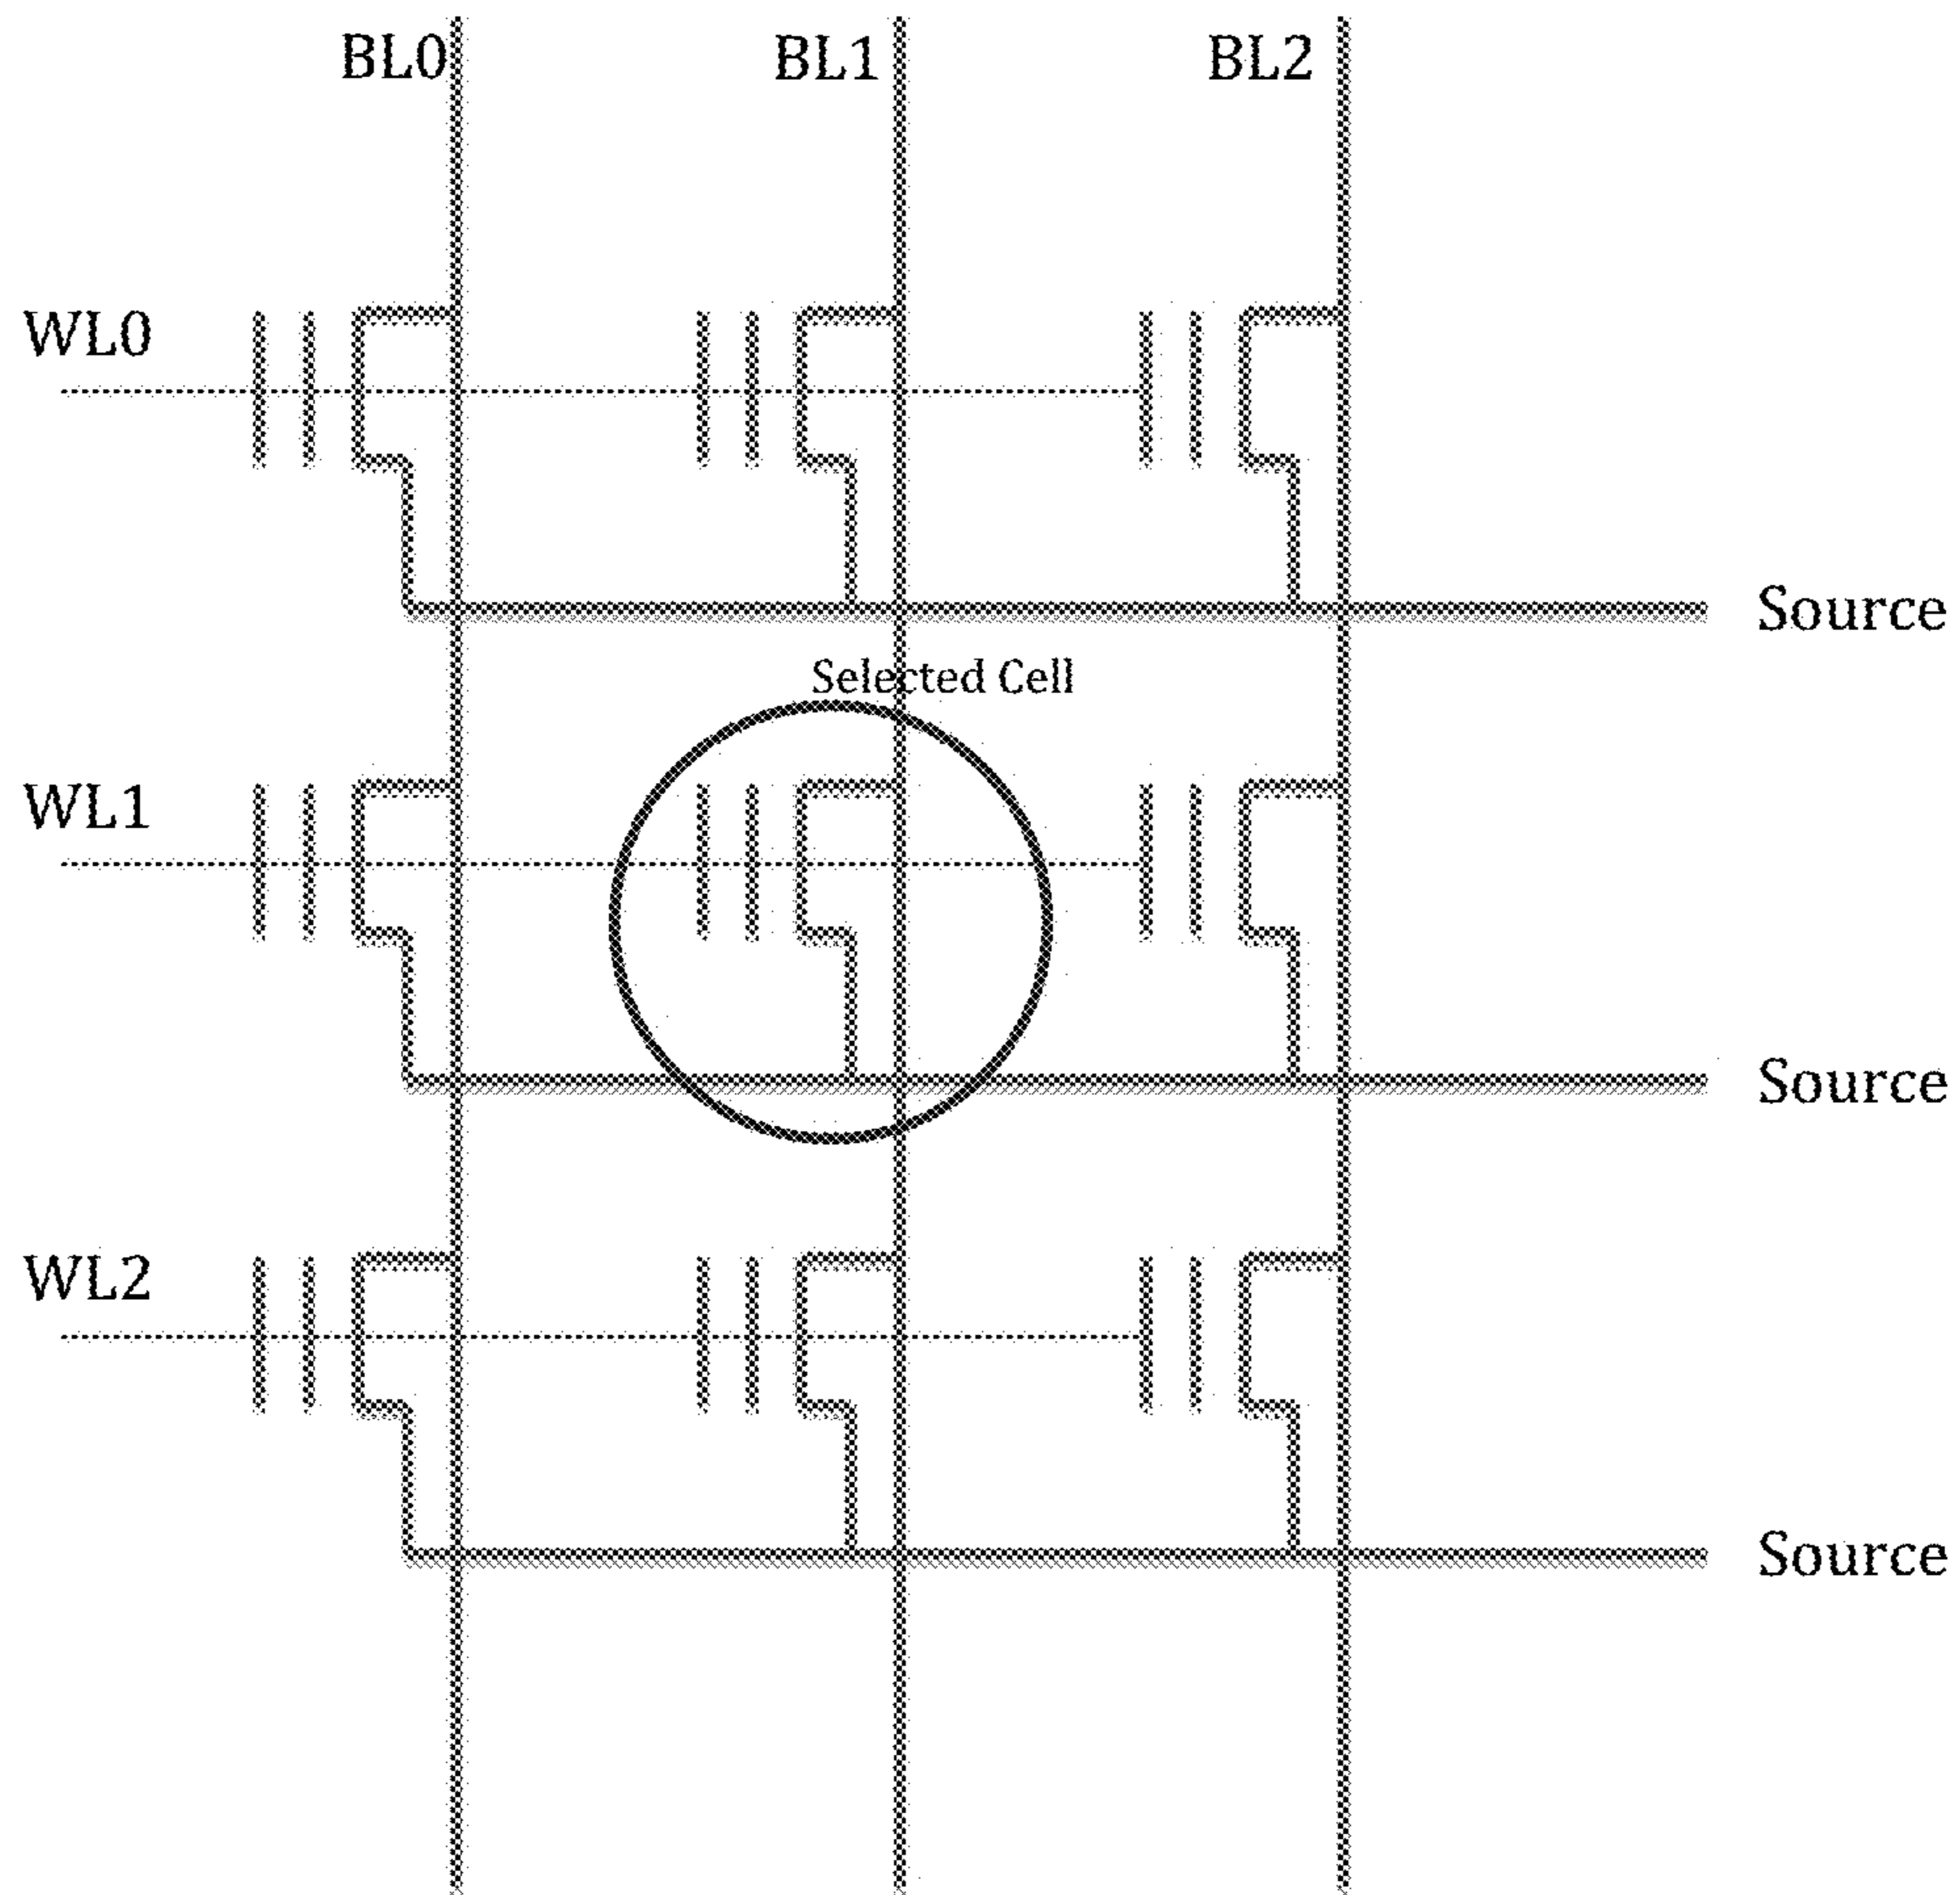 BL0 BL1 BL2
WL0
Source
Selected Cell
WL1
Source
WL2
Source